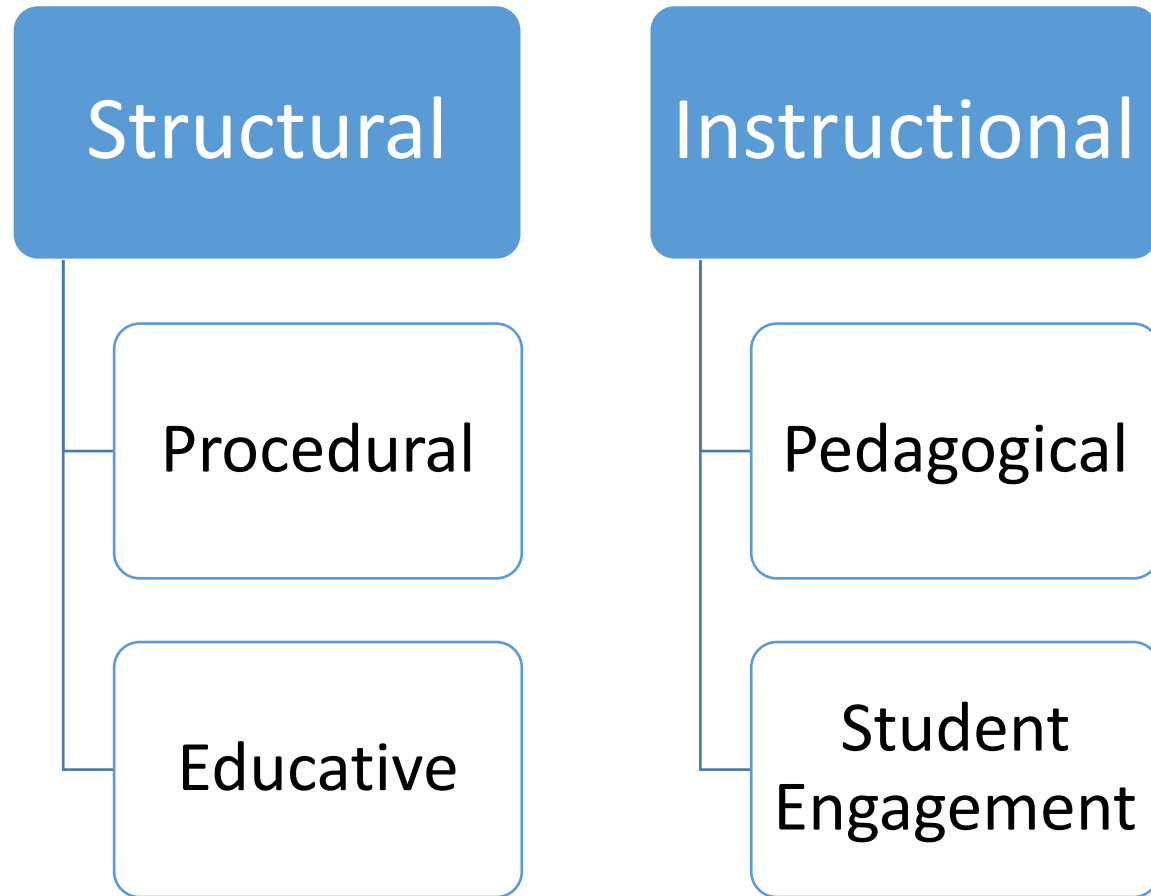 Structural
Procedural
Educative
Instructional
Pedagogical
Student
Engagement